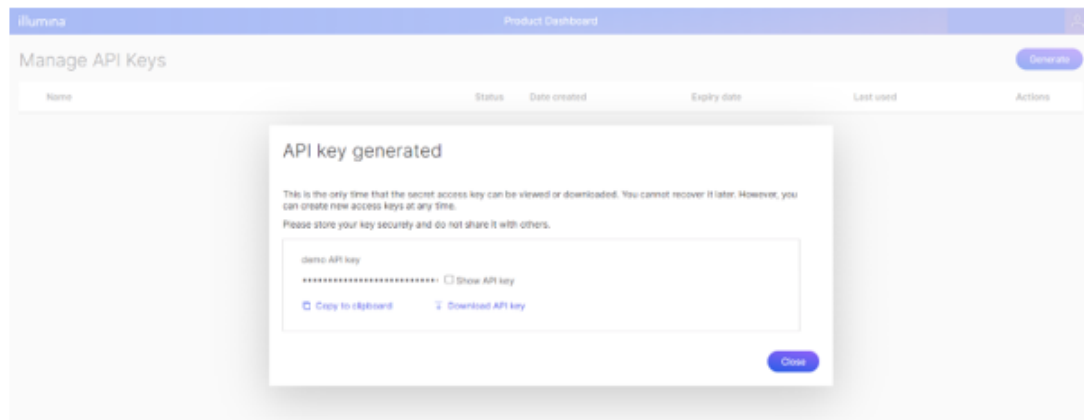 illumina
Product Dashboard
Manage API Keys
Generate
Name Status Date created Expiry date Last used Actions
API key generated
This is the only time that the secret access key can be viewed or downloaded. You cannot recover it later. However, you
can create new access keys at any time.
Please store your key securely and do not share it with others.
demo API key
Show API key
Copy to clipboard Download API key
Close